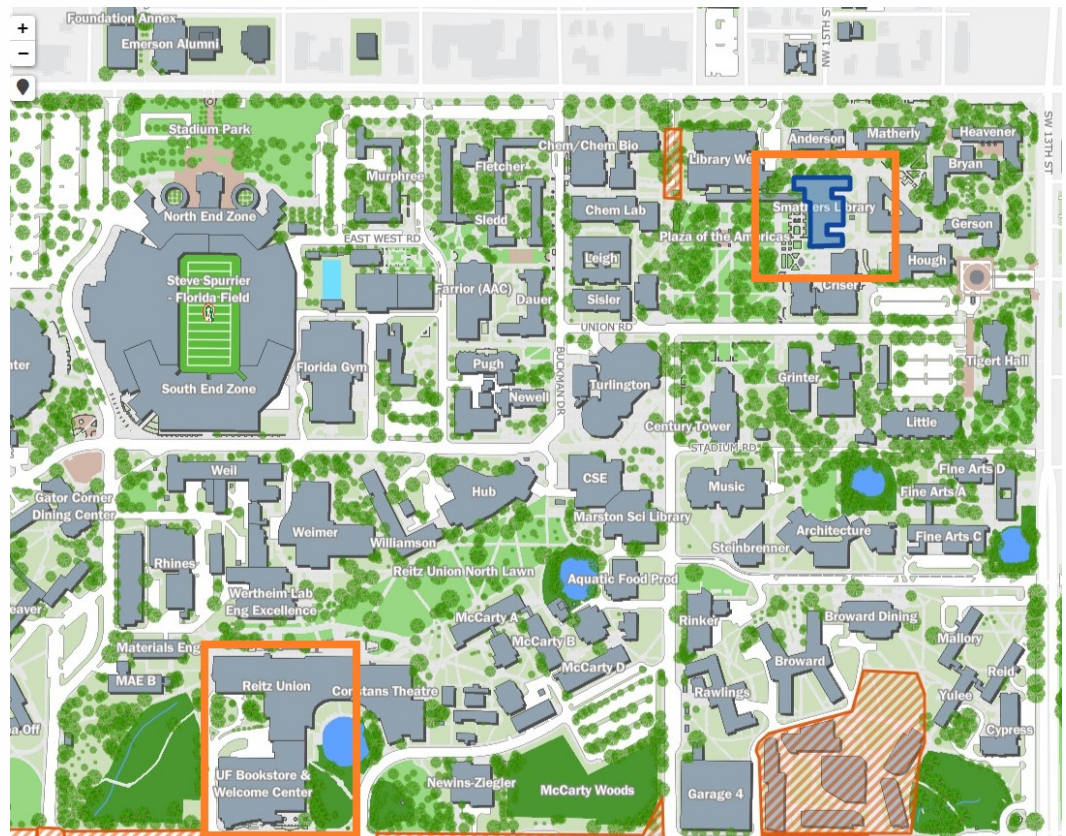 +
−
Foundation Annex
Emerson Alumni
NW 15TH S
Stadium Park
Murphree
Fletcher
Chem/Chem Bio
Library We
Anderson
Matherly
Heavener
SW 13TH ST
Bryan
North End Zone
Sledd
Chem Lab
Smathers Library
Gerson
EAST WEST RD
Plaza of the Americas
Leigh
Hough
Steve Spurrier
- Florida Field
Farrior (AAC)
Dauer
Sisler
Criser
UNION RD
nter
South End Zone
Florida Gym
Pugh
Newell
BUCKMAN DR
Turlington
Grinter
Tigert Hall
Century Tower
Little
STADIUM RD
Weil
Hub
CSE
Music
Fine Arts D
Gator Corner
Dining Center
Fine Arts A
Weimer
Williamson
Marston Sci Library
Architecture
Fine Arts C
Steinbrenner
Rhines
Reitz Union North Lawn
Aquatic Food Prod
Wertheim Lab
Eng Excellence
eaver
McCarty A
Rinker
Broward Dining
McCarty B
Mallory
Materials Eng
McCarty D
Broward
Reid
MAE B
Reitz Union
Constans Theatre
Rawlings
Yulee
a Off
Cypress
UF Bookstore &
Welcome Center
Newins-Ziegler
McCarty Woods
Garage 4